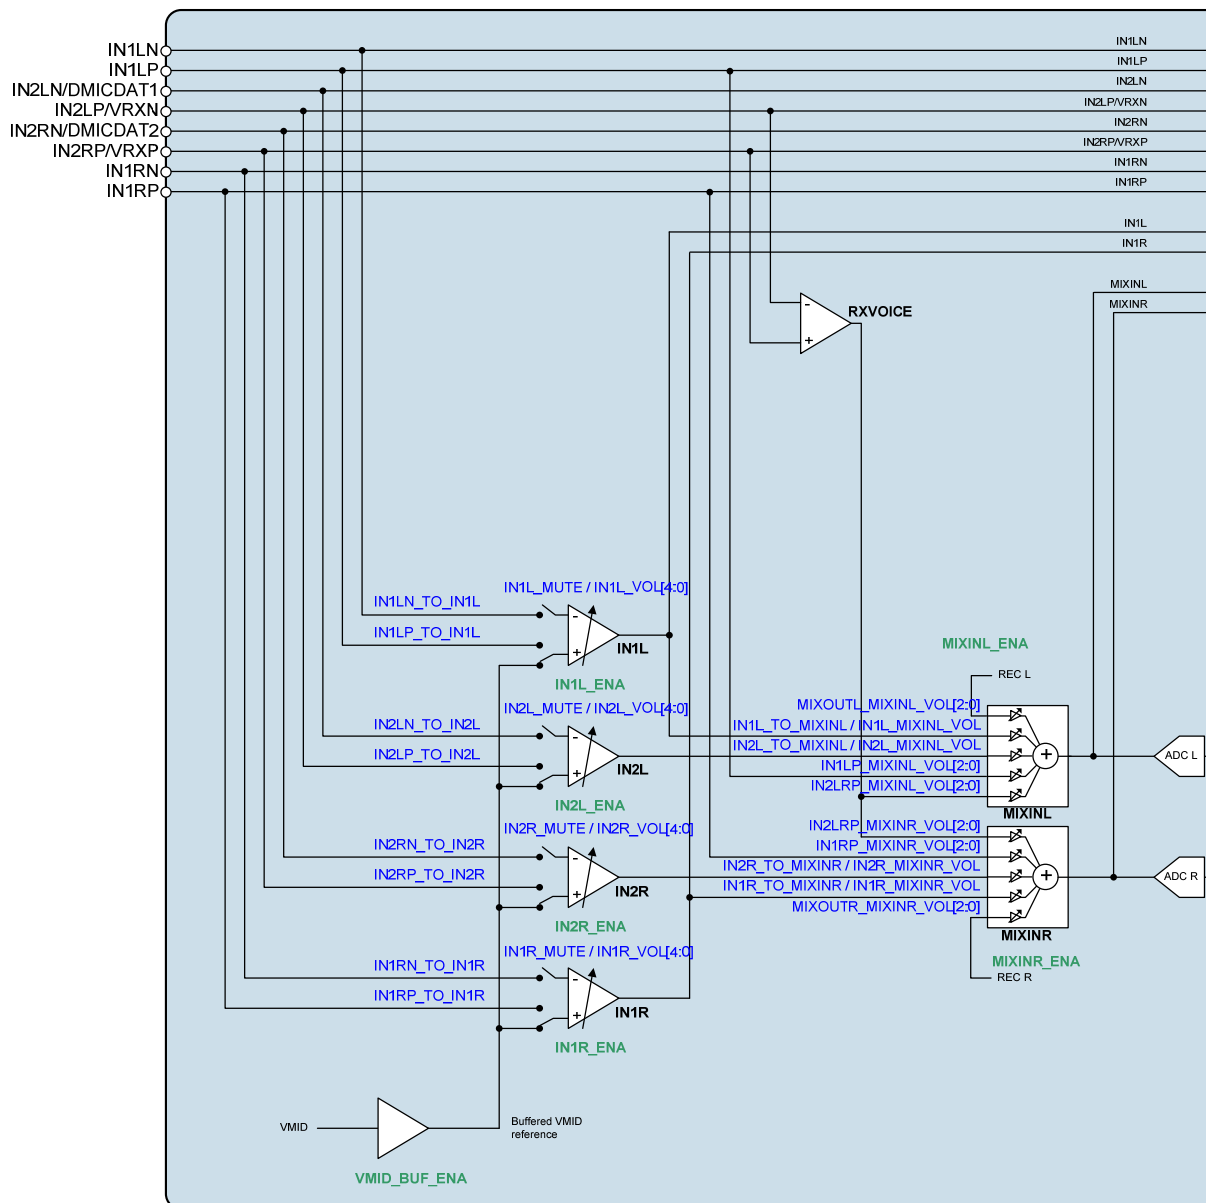 IN1LN
IN1LN
IN1LP
IN1LP
IN2LN/DMICDAT1
IN2LN
IN2LP/VRXN
IN2LP/VRXN
IN2RN/DMICDAT2
IN2RN
IN2RP/VRXP
IN2RP/VRXP
IN1RN
IN1RN
IN1RP
IN1RP
IN1L
IN1R
MIXINL
MIXINR
RXVOICE
-
+
IN1L_MUTE / IN1L_VOL[4:0]
IN1LN_TO_IN1L
-
IN1LP_TO_IN1L
+
IN1L
IN1L_ENA
IN2L_MUTE / IN2L_VOL[4:0]
IN2LN_TO_IN2L
-
IN2LP_TO_IN2L
+
IN2L
IN2L_ENA
IN2R_MUTE / IN2R_VOL[4:0]
IN2RN_TO_IN2R
-
IN2RP_TO_IN2R
+
IN2R
IN2R_ENA
IN1R_MUTE / IN1R_VOL[4:0]
IN1RN_TO_IN1R
-
IN1RP_TO_IN1R
+
IN1R
IN1R_ENA
MIXINL_ENA
REC L
MIXOUTL_MIXINL_VOL[2:0]
IN1L_TO_MIXINL / IN1L_MIXINL_VOL
IN2L_TO_MIXINL / IN2L_MIXINL_VOL
IN1LP_MIXINL_VOL[2:0]
IN2LRP_MIXINL_VOL[2:0]
+
MIXINL
ADC L
IN2LRP_MIXINR_VOL[2:0]
IN1RP_MIXINR_VOL[2:0]
IN2R_TO_MIXINR / IN2R_MIXINR_VOL
IN1R_TO_MIXINR / IN1R_MIXINR_VOL
MIXOUTR_MIXINR_VOL[2:0]
+
MIXINR
ADC R
MIXINR_ENA
REC R
VMID
Buffered VMID
reference
VMID_BUF_ENA